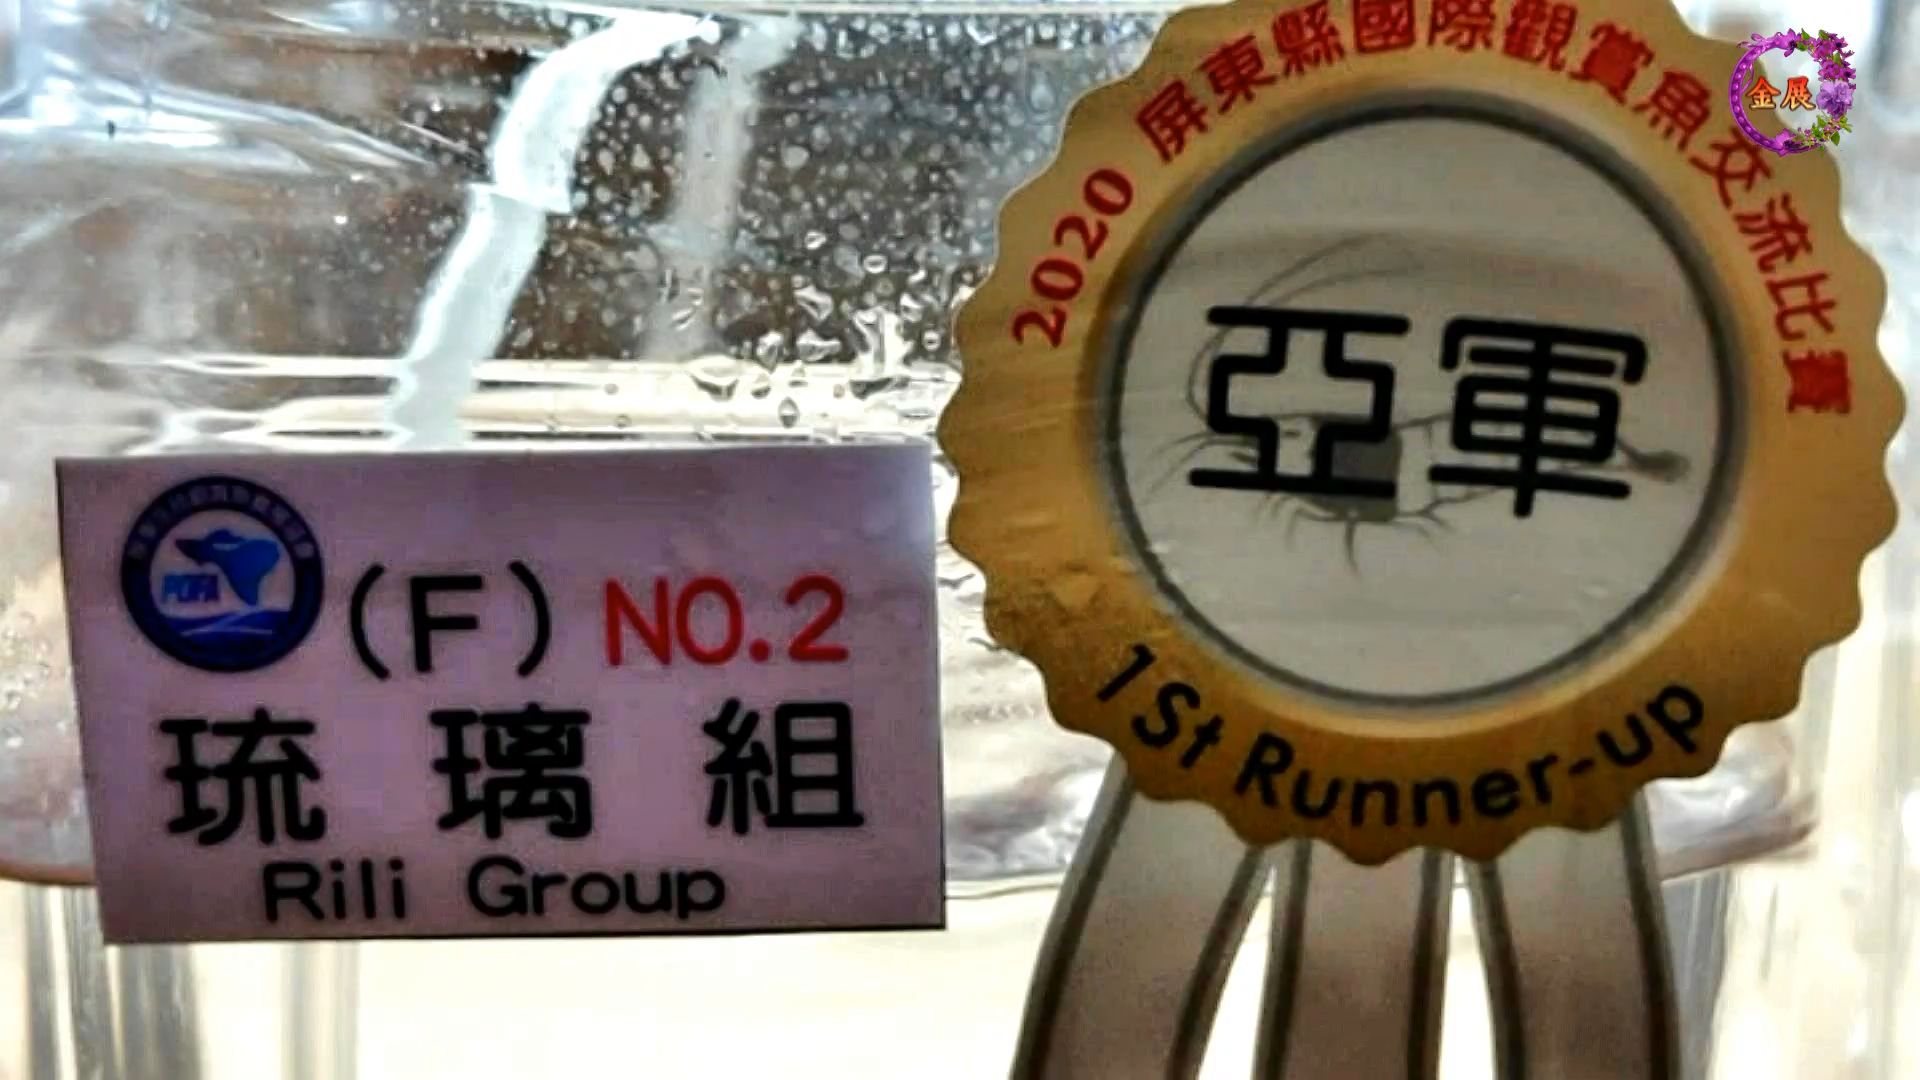 金展
2020 屏東縣國際觀賞魚交流比賽
亞軍
1St Runner-up
POFA
(F) NO.2
琉璃組
Rili Group